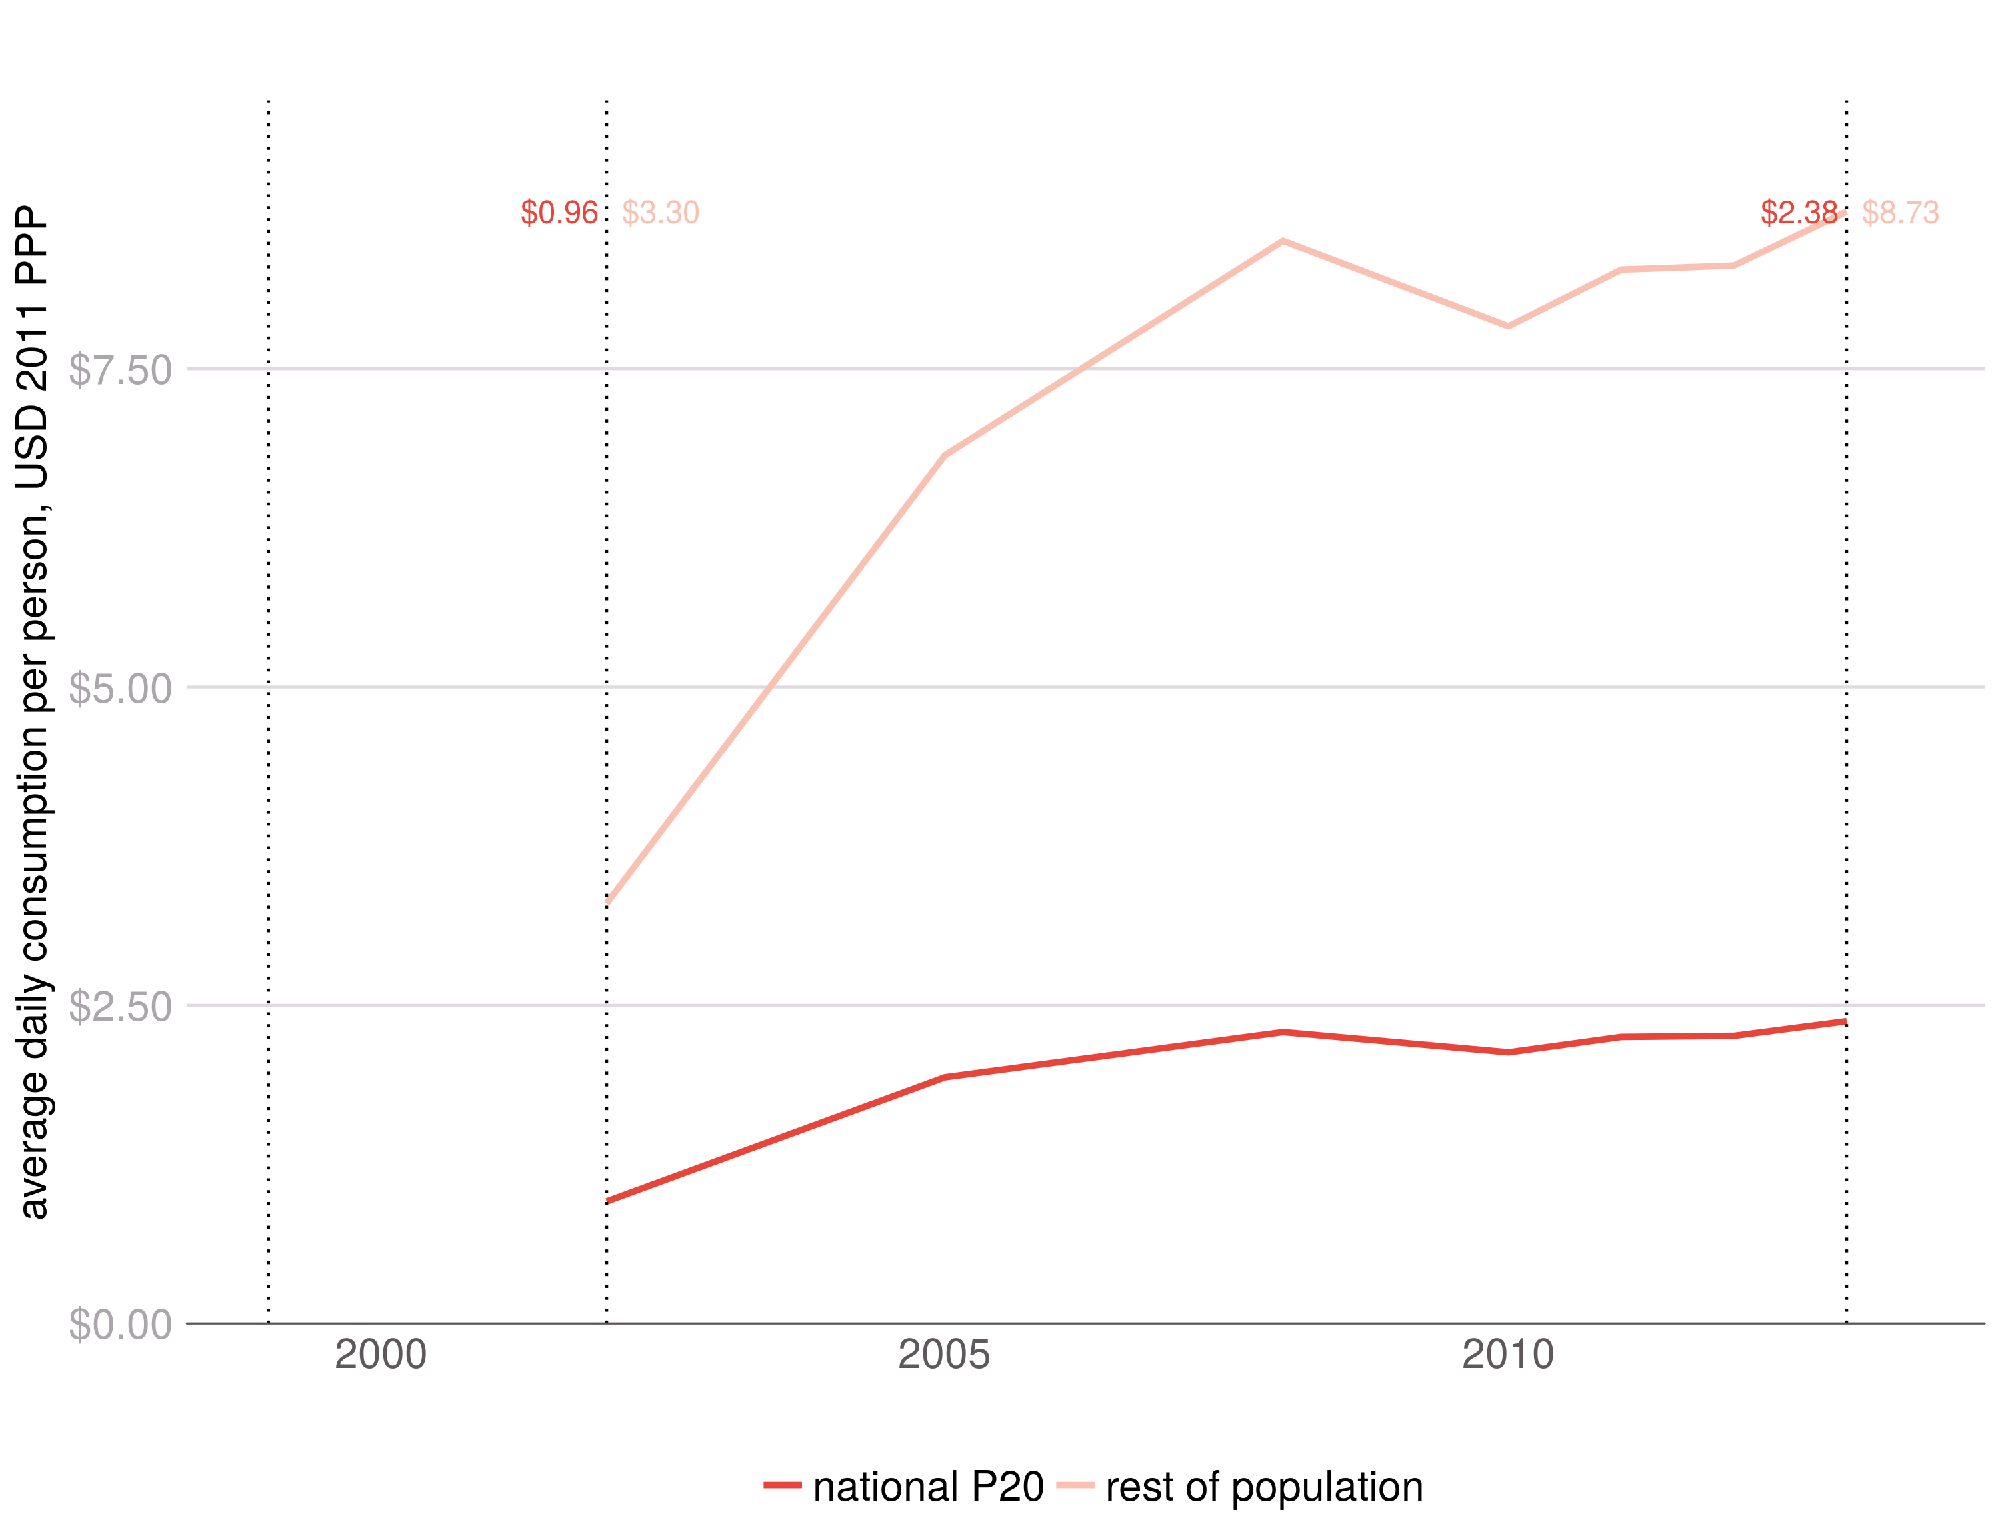 average daily consumption per person, USD 2011 PPP
$0.96 $3.30 $2.38 $8.73
$7.50
$5.00
$2.50
$0.00
2000 2005 2010
national P20 rest of population